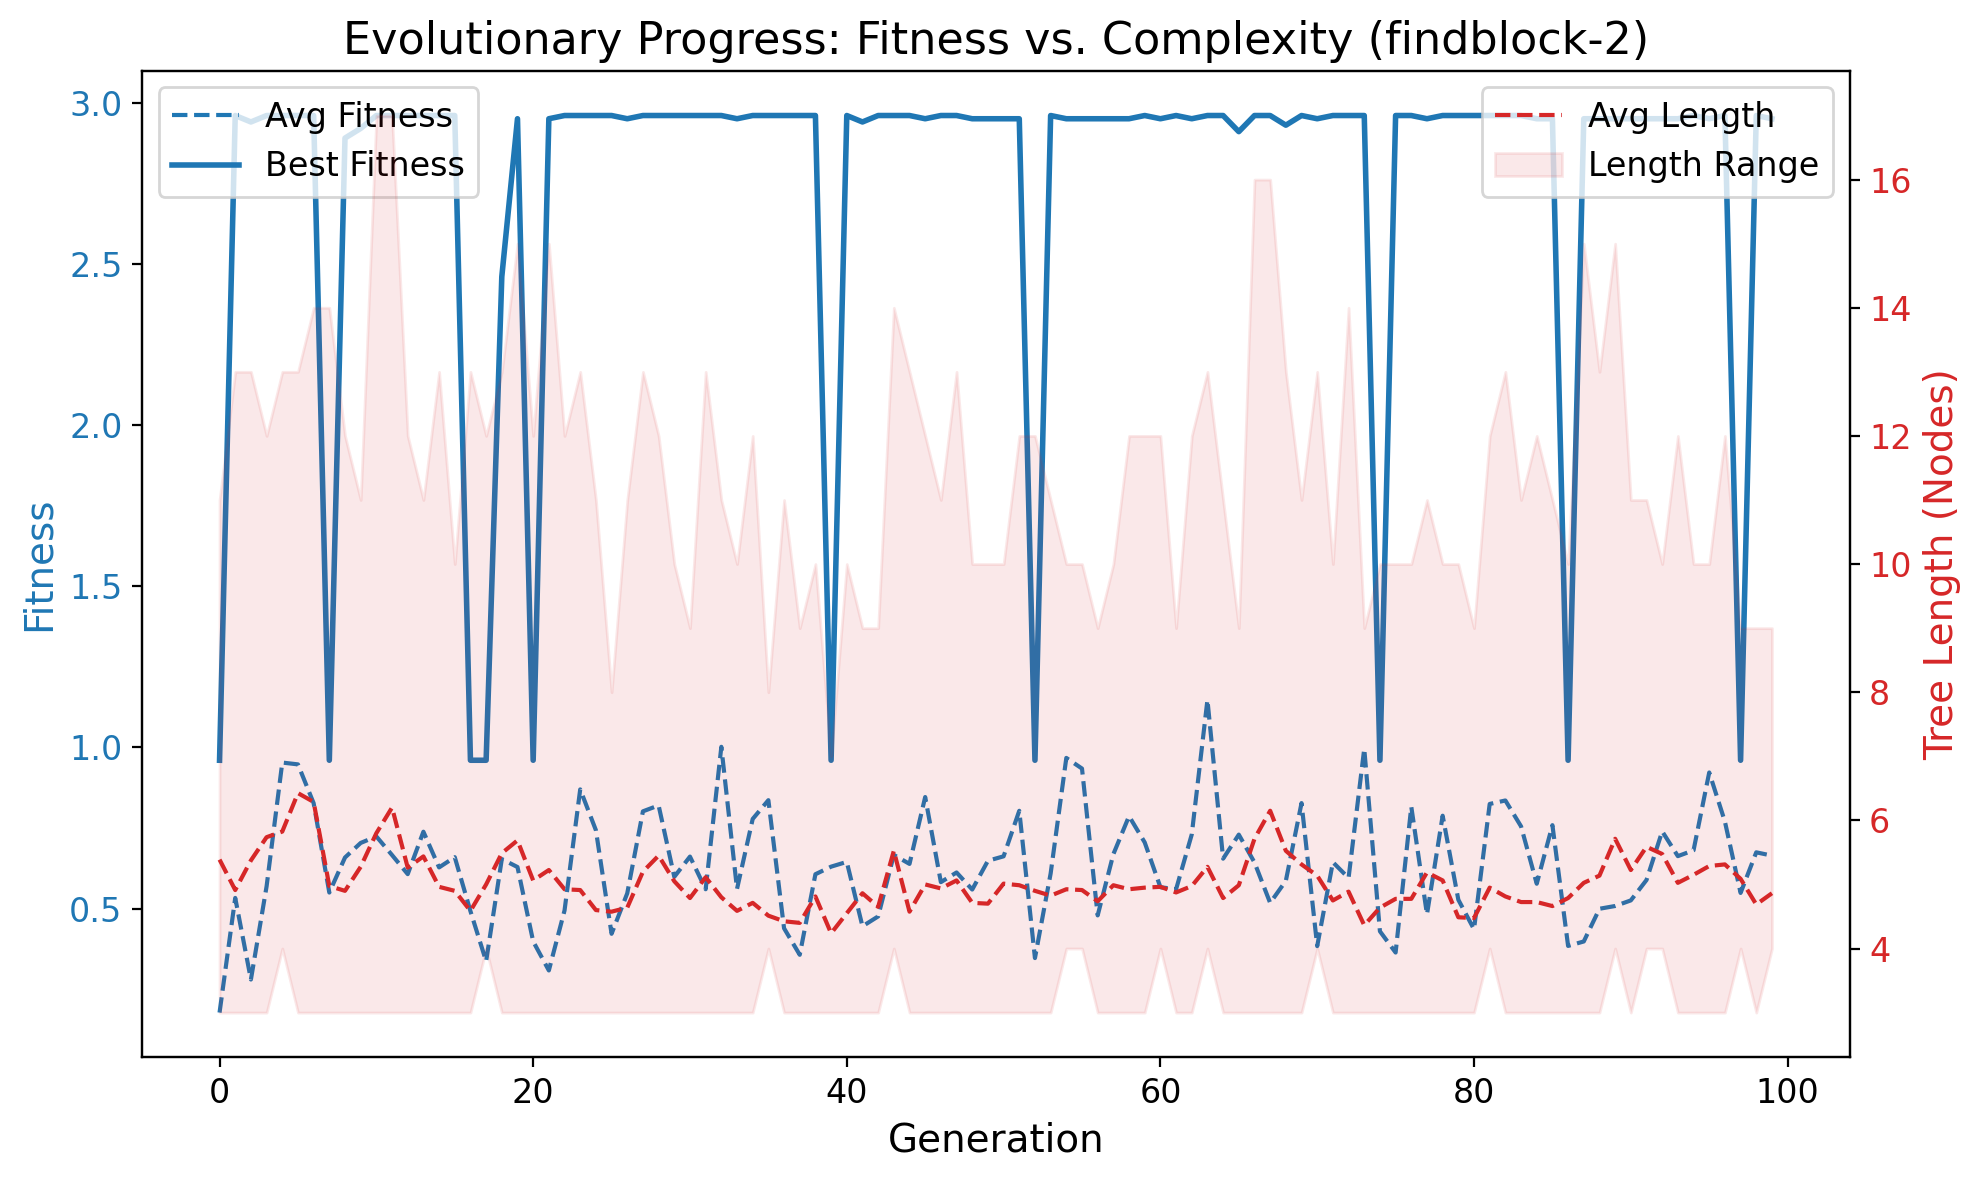 Evolutionary Progress: Fitness vs. Complexity (findblock-2)
Avg Fitness
Best Fitness
Avg Length
Length Range
Fitness
3.0
2.5
2.0
1.5
1.0
0.5
16
14
12
10
8
6
4
Tree Length (Nodes)
0
20
40
60
80
100
Generation